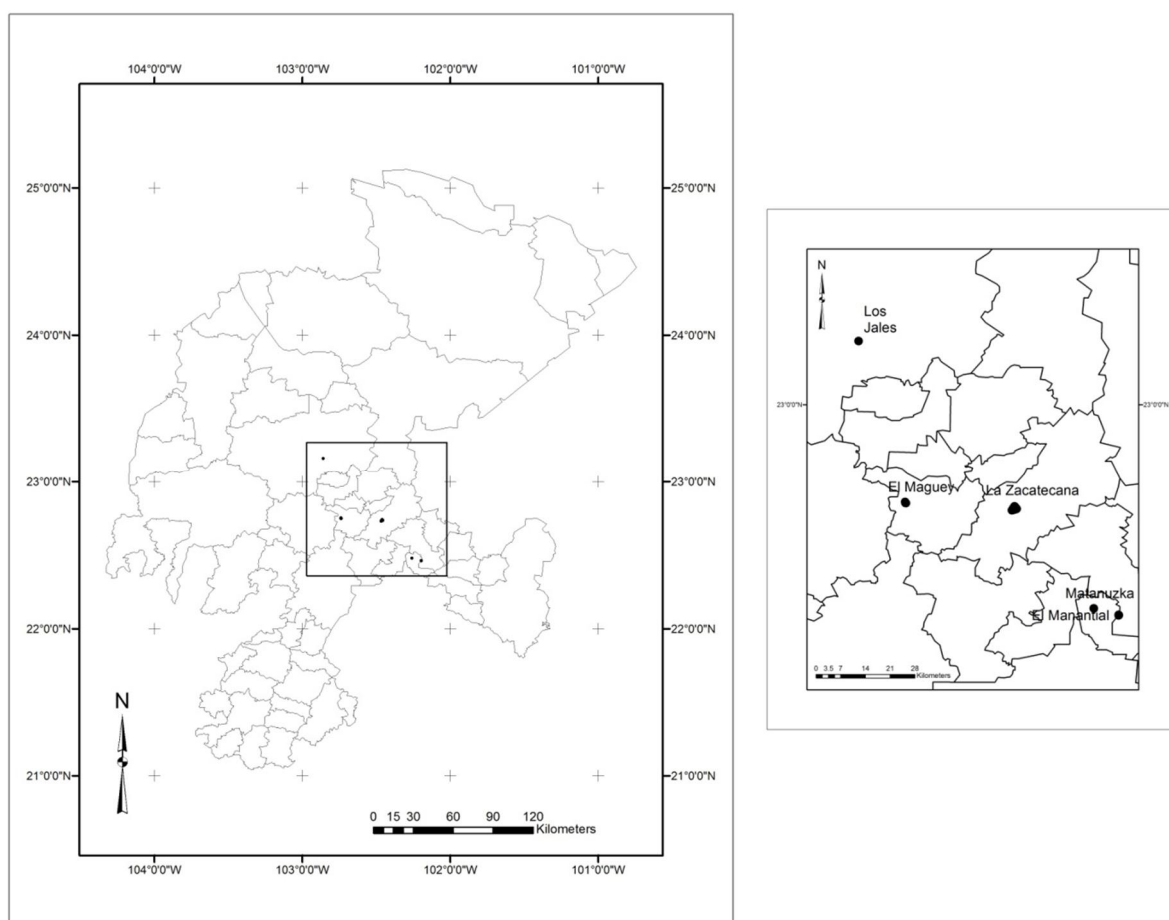 104°0'0"W 103°0'0"W 102°0'0"W 101°0'0"W
25°0'0"N 25°0'0"N
24°0'0"N 24°0'0"N
23°0'0"N 23°0'0"N
22°0'0"N 22°0'0"N
21°0'0"N 21°0'0"N
N
0 15 30 60 90 120
Kilometers
104°0'0"W 103°0'0"W 102°0'0"W 101°0'0"W
N
Los
Jales
23°0'0"N 23°0'0"N
El Maguey La Zacatecana
Matanuzka
El Manantial
0 3.5 7 14 21 28
Kilometers